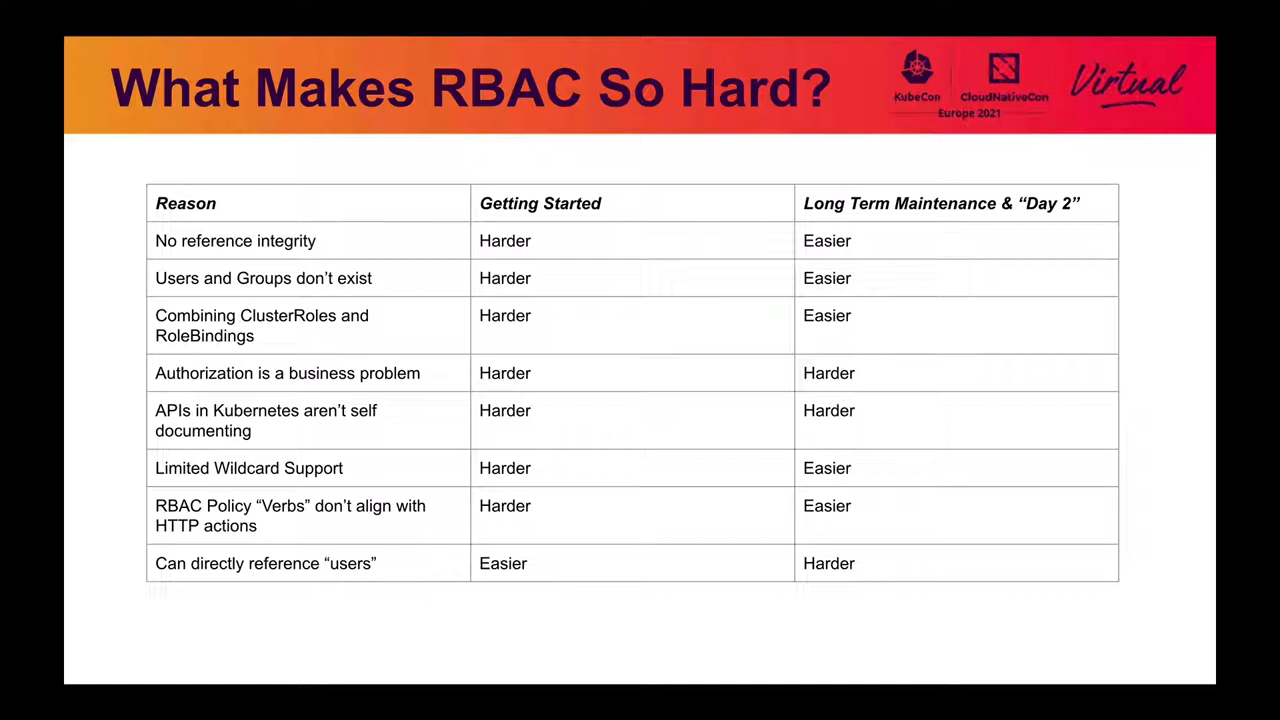 What Makes RBAC So Hard?
KubeCon
CloudNativeCon
Europe 2021
Virtual
Reason
Getting Started
Long Term Maintenance & “Day 2”
No reference integrity
Harder
Easier
Users and Groups don’t exist
Harder
Easier
Combining ClusterRoles and
RoleBindings
Harder
Easier
Authorization is a business problem
Harder
Harder
APIs in Kubernetes aren’t self
documenting
Harder
Harder
Limited Wildcard Support
Harder
Easier
RBAC Policy “Verbs” don’t align with
HTTP actions
Harder
Easier
Can directly reference “users”
Easier
Harder